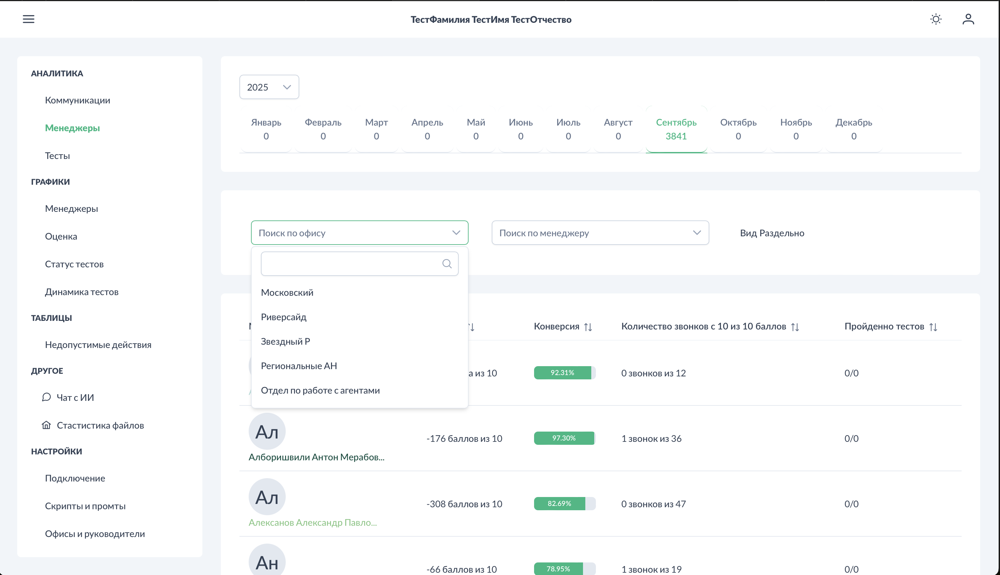 ТестФамилия ТестИмя ТестОтчество
АНАЛИТИКА
Коммуникации
Менеджеры
Тесты
ГРАФИКИ
Менеджеры
Оценка
Статус тестов
Динамика тестов
ТАБЛИЦЫ
Недопустимые действия
ДРУГОЕ
Чат с ИИ
Стастистика файлов
НАСТРОЙКИ
Подключение
Скрипты и промты
Офисы и руководители
2025
Январь Февраль Март Апрель Май Июнь Июль Август Сентябрь Октябрь Ноябрь Декабрь
0 0 0 0 0 0 0 0 3841 0 0 0
Поиск по офису Поиск по менеджеру Вид Раздельно
Московский
Риверсайд
Звездный Р
Региональные АН
Отдел по работе с агентами
Конверсия Количество звонков с 10 из 10 баллов Пройденно тестов
а из 10 92.31% 0 звонков из 12 0/0
Ал
-176 баллов из 10 97.30% 1 звонок из 36 0/0
Алборишвили Антон Мерабов...
Ал
-308 баллов из 10 82.69% 0 звонков из 47 0/0
Алексанов Александр Павло...
Ан
-66 баллов из 10 78.95% 1 звонок из 19 0/0